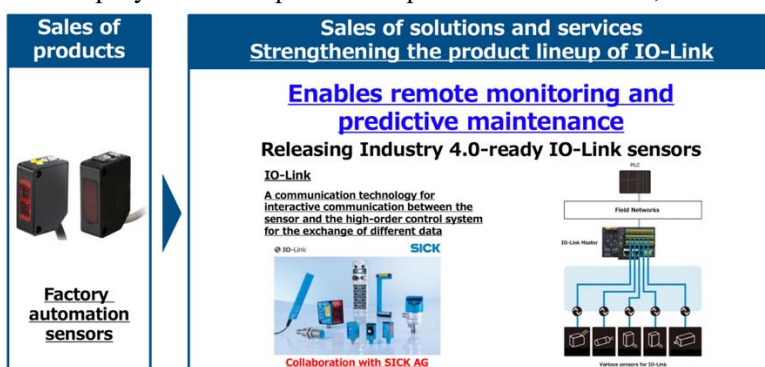 Sales of
products
Factory
automation
sensors
Sales of solutions and services
Strengthening the product lineup of IO-Link
Enables remote monitoring and
predictive maintenance
Releasing Industry 4.0-ready IO-Link sensors
IO-Link
A communication technology for
interactive communication between the
sensor and the high-order control system
for the exchange of different data
IO-Link
SICK
Collaboration with SICK AG
PLC
Field Networks
IO-Link Master
Various sensors for IO-Link